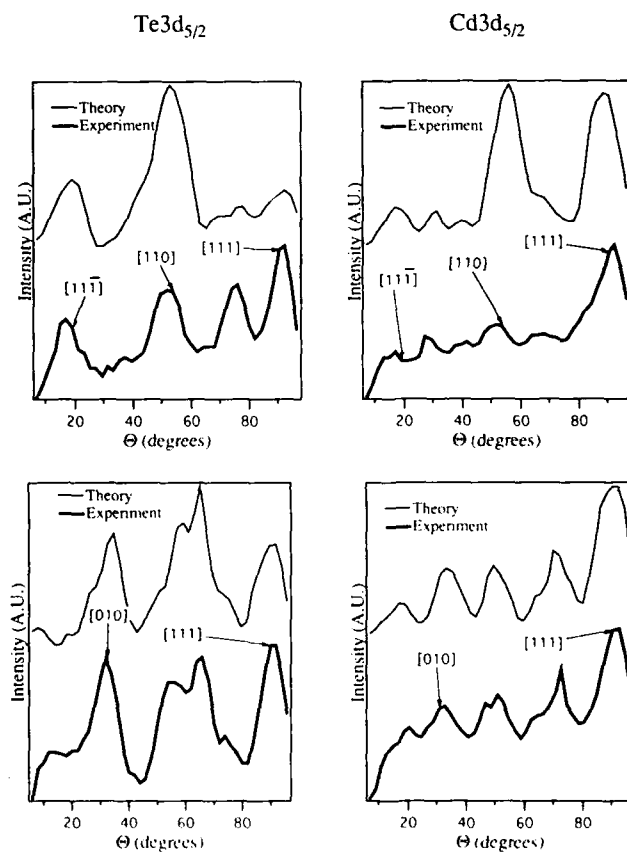 Te3d5/2
Cd3d5/2
Theory
Experiment
[111̄]
[110]
[111]
Intensity (A.U.)
20 40 60 80
Θ (degrees)
Theory
Experiment
[111̄]
[110]
[111]
Intensity (A.U.)
20 40 60 80
Θ (degrees)
Theory
Experiment
[010]
[111]
Intensity (A.U.)
20 40 60 80
Θ (degrees)
Theory
Experiment
[010]
[111]
Intensity (A.U.)
20 40 60 80
Θ (degrees)